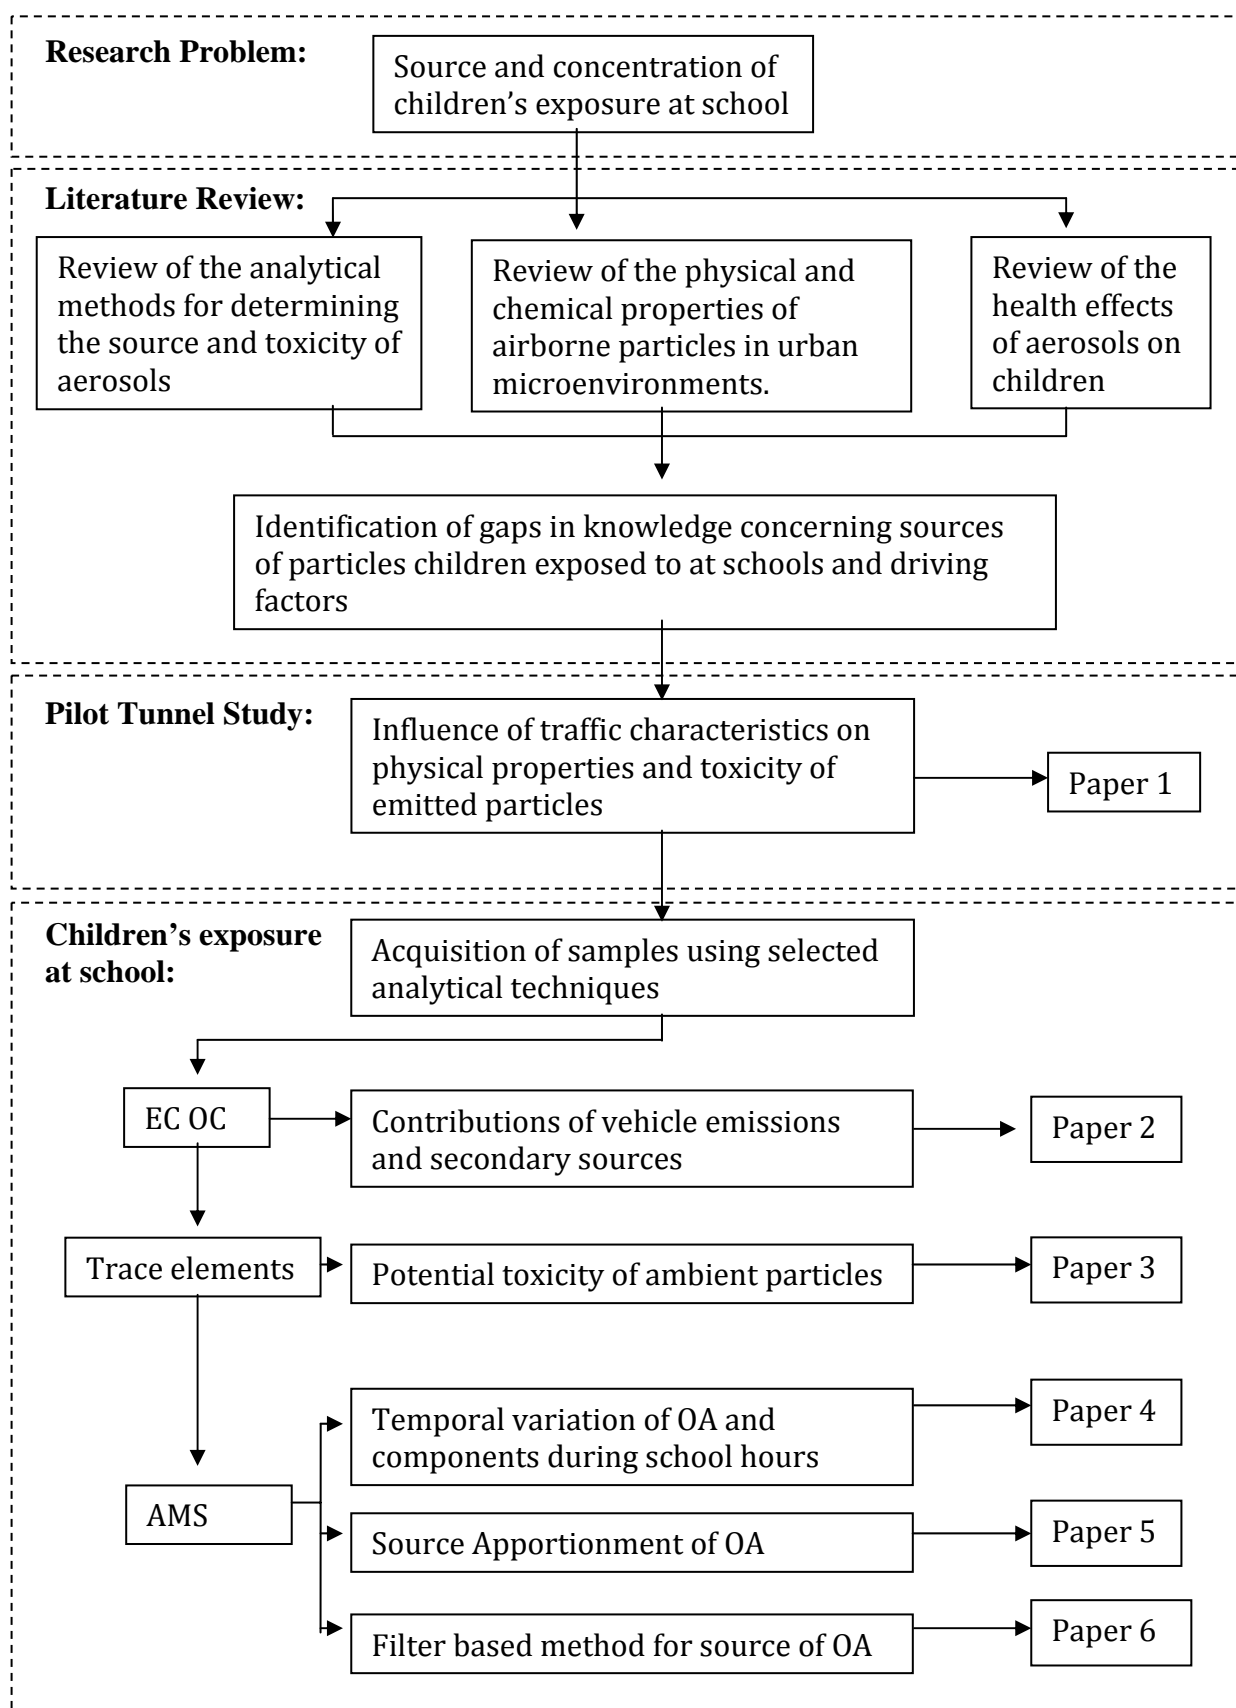 Research Problem:
Source and concentration of
children’s exposure at school
Literature Review:
Review of the analytical
methods for determining
the source and toxicity of
aerosols
Review of the physical and
chemical properties of
airborne particles in urban
microenvironments.
Review of the
health effects
of aerosols on
children
Identification of gaps in knowledge concerning sources
of particles children exposed to at schools and driving
factors
Pilot Tunnel Study:
Influence of traffic characteristics on
physical properties and toxicity of
emitted particles
Paper 1
Children’s exposure
at school:
Acquisition of samples using selected
analytical techniques
EC OC
Contributions of vehicle emissions
and secondary sources
Paper 2
Trace elements
Potential toxicity of ambient particles
Paper 3
AMS
Temporal variation of OA and
components during school hours
Paper 4
Source Apportionment of OA
Paper 5
Filter based method for source of OA
Paper 6